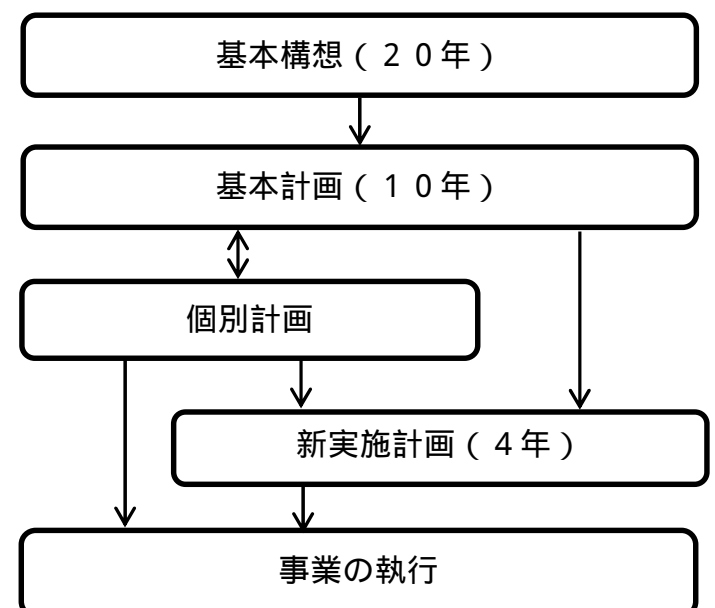 基本構想（２０年）
基本計画（１０年）
個別計画
新実施計画（４年）
事業の執行